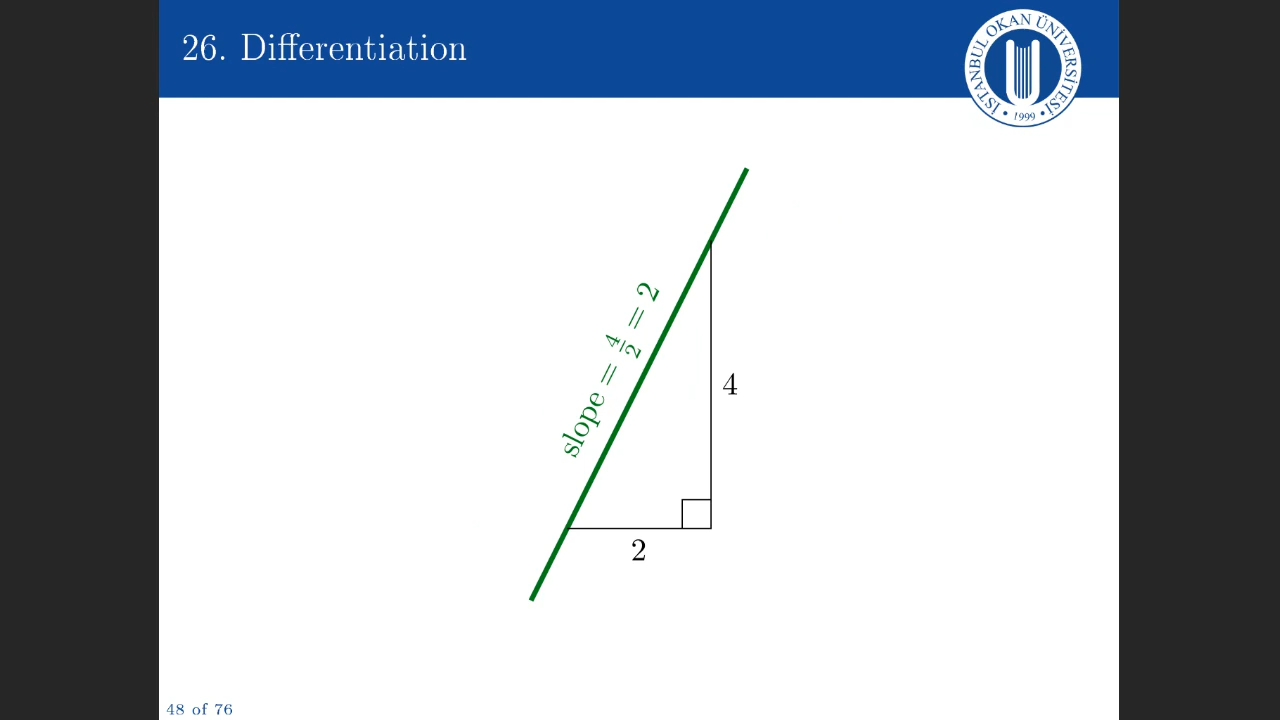 26. Differentiation
İSTANBUL OKAN ÜNİVERSİTESİ
• 1999 •
slope = 4/2 = 2
4
2
48 of 76